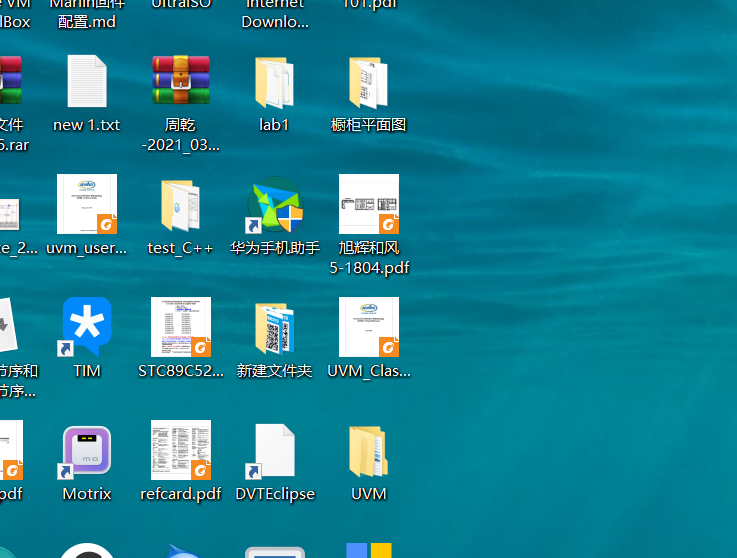 VM
Marlin固件
UltraISO
Internet
101.pdf
lBox
配置.md
Downlo...
文件
new 1.txt
周乾
lab1
橱柜平面图
.rar
-2021_03...
e_2...
uvm_user...
test_C++
华为手机助手
旭辉和风
5-1804.pdf
节序和
TIM
STC89C52...
新建文件夹
UVM_Clas...
节序...
pdf
Motrix
refcard.pdf
DVTEclipse
UVM